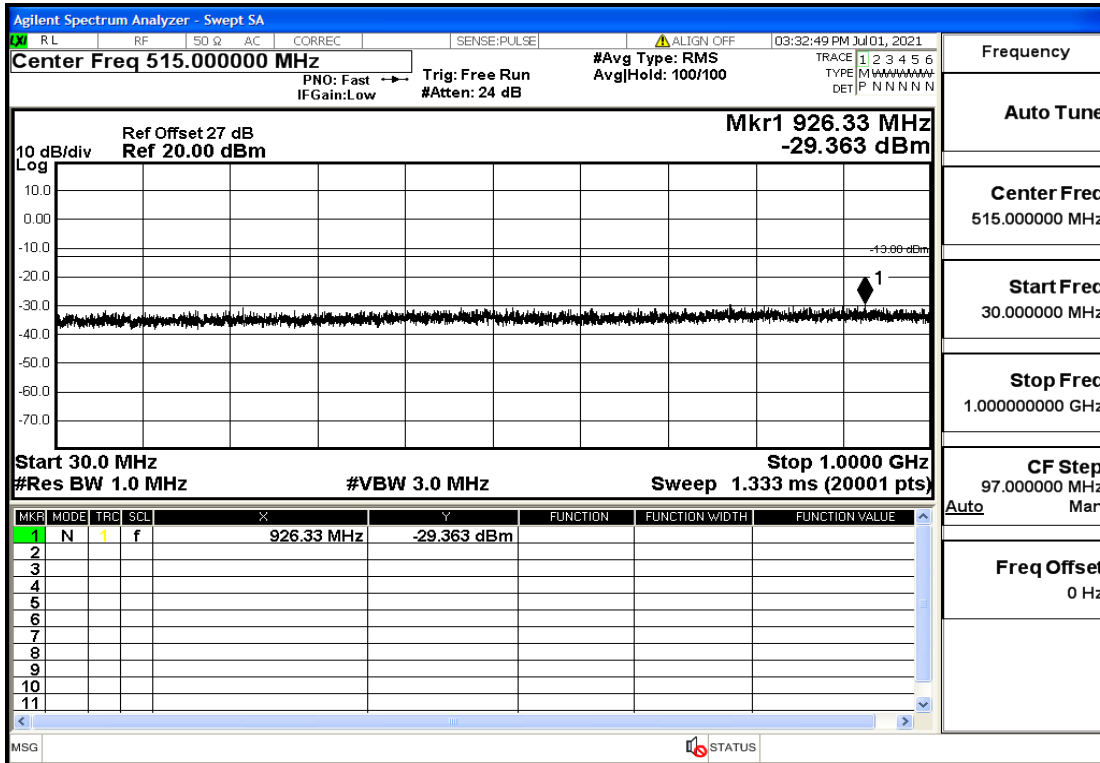 Agilent Spectrum Analyzer - Swept SA
LXI RL RF 50 Ω AC CORREC SENSE:PULSE ALIGN OFF 03:32:49 PM Jul 01, 2021
Center Freq 515.000000 MHz
PNO: Fast
IFGain:Low
Trig: Free Run
#Atten: 24 dB
#Avg Type: RMS
Avg|Hold: 100/100
TRACE 1 2 3 4 5 6
TYPE M WWWWW
DET P N N N N N
Ref Offset 27 dB
10 dB/div Ref 20.00 dBm
Log
Mkr1 926.33 MHz
-29.363 dBm
10.0
0.00
-10.0
-13.00 dBm
-20.0
1
-30.0
-40.0
-50.0
-60.0
-70.0
Start 30.0 MHz Stop 1.0000 GHz
#Res BW 1.0 MHz #VBW 3.0 MHz Sweep 1.333 ms (20001 pts)
MKR MODE TRC SCL X Y FUNCTION FUNCTION WIDTH FUNCTION VALUE
1 N 1 f 926.33 MHz -29.363 dBm
2
3
4
5
6
7
8
9
10
11
MSG STATUS
Frequency
Auto Tune
Center Freq
515.000000 MHz
Start Freq
30.000000 MHz
Stop Freq
1.000000000 GHz
CF Step
97.000000 MHz
Auto Man
Freq Offset
0 Hz